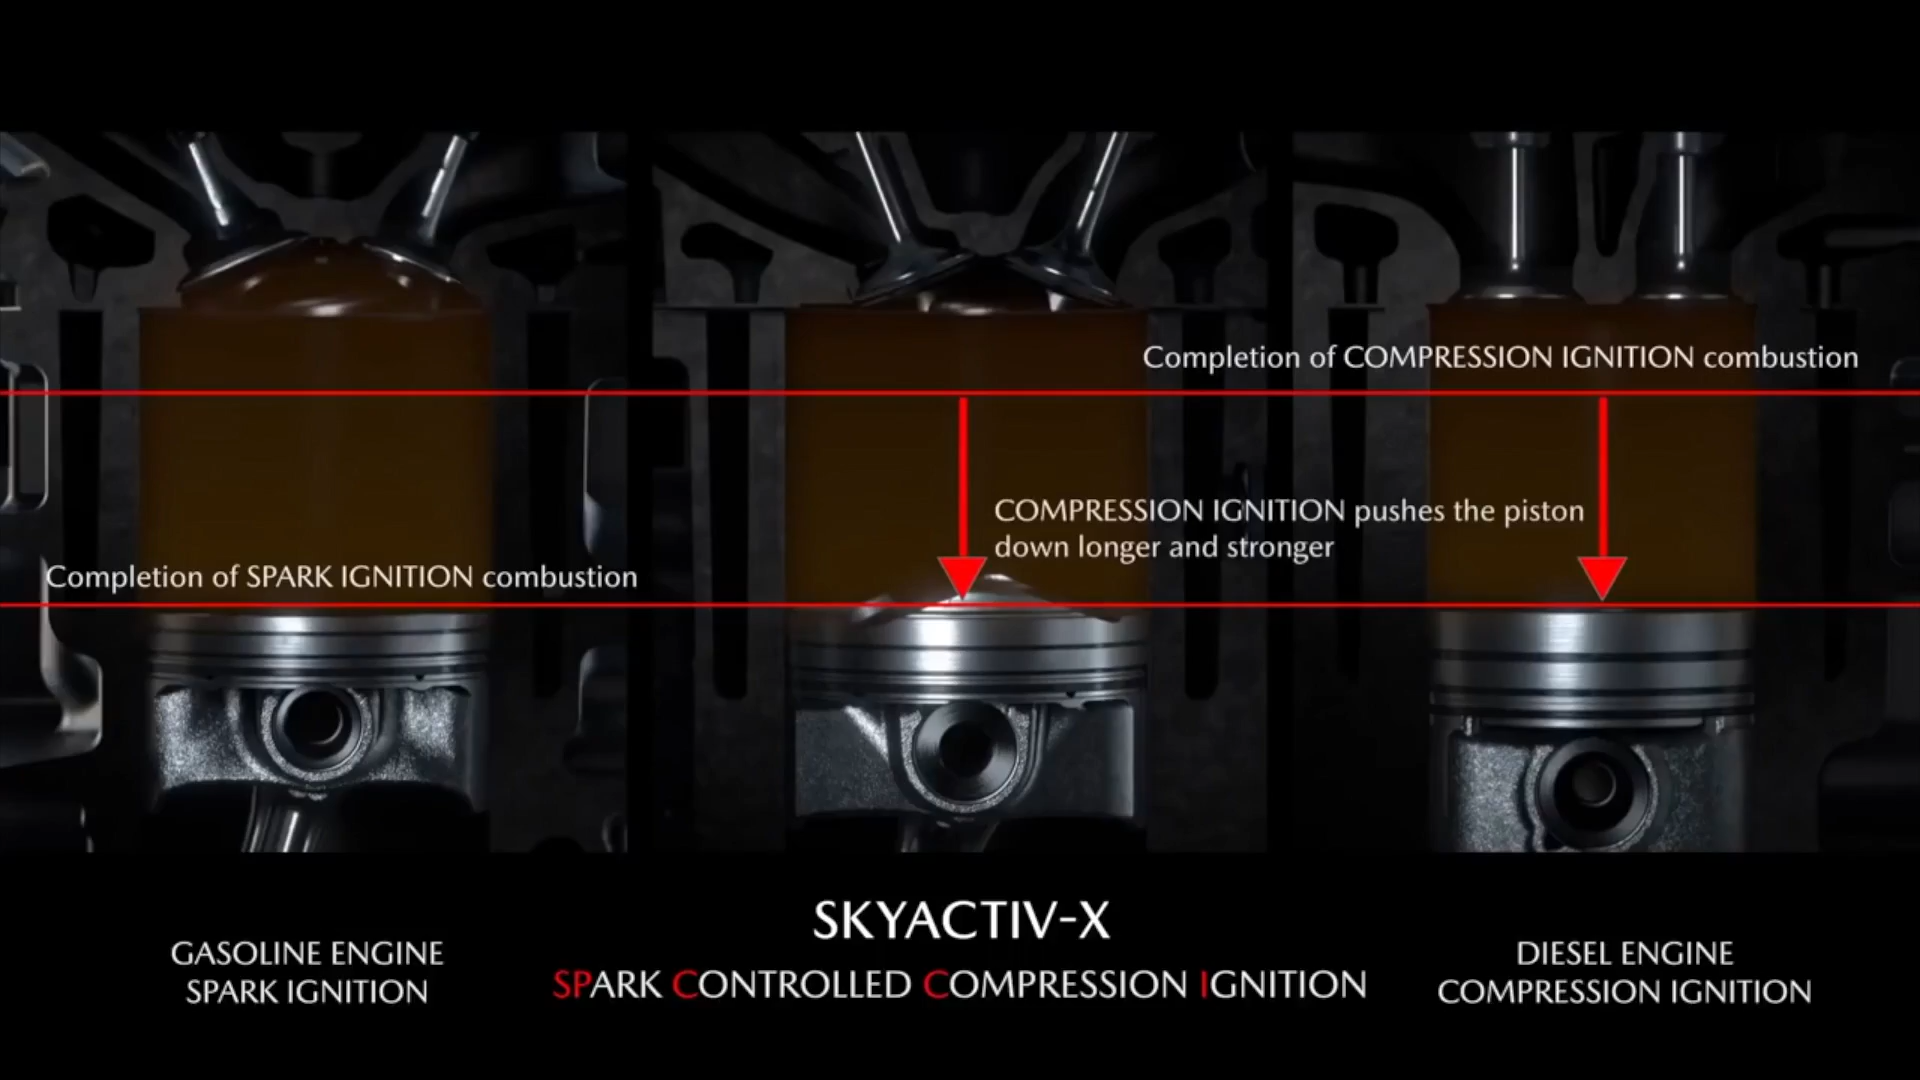 Completion of COMPRESSION IGNITION combustion
COMPRESSION IGNITION pushes the piston
down longer and stronger
Completion of SPARK IGNITION combustion
GASOLINE ENGINE
SPARK IGNITION
SKYACTIV-X
SPARK CONTROLLED COMPRESSION IGNITION
DIESEL ENGINE
COMPRESSION IGNITION